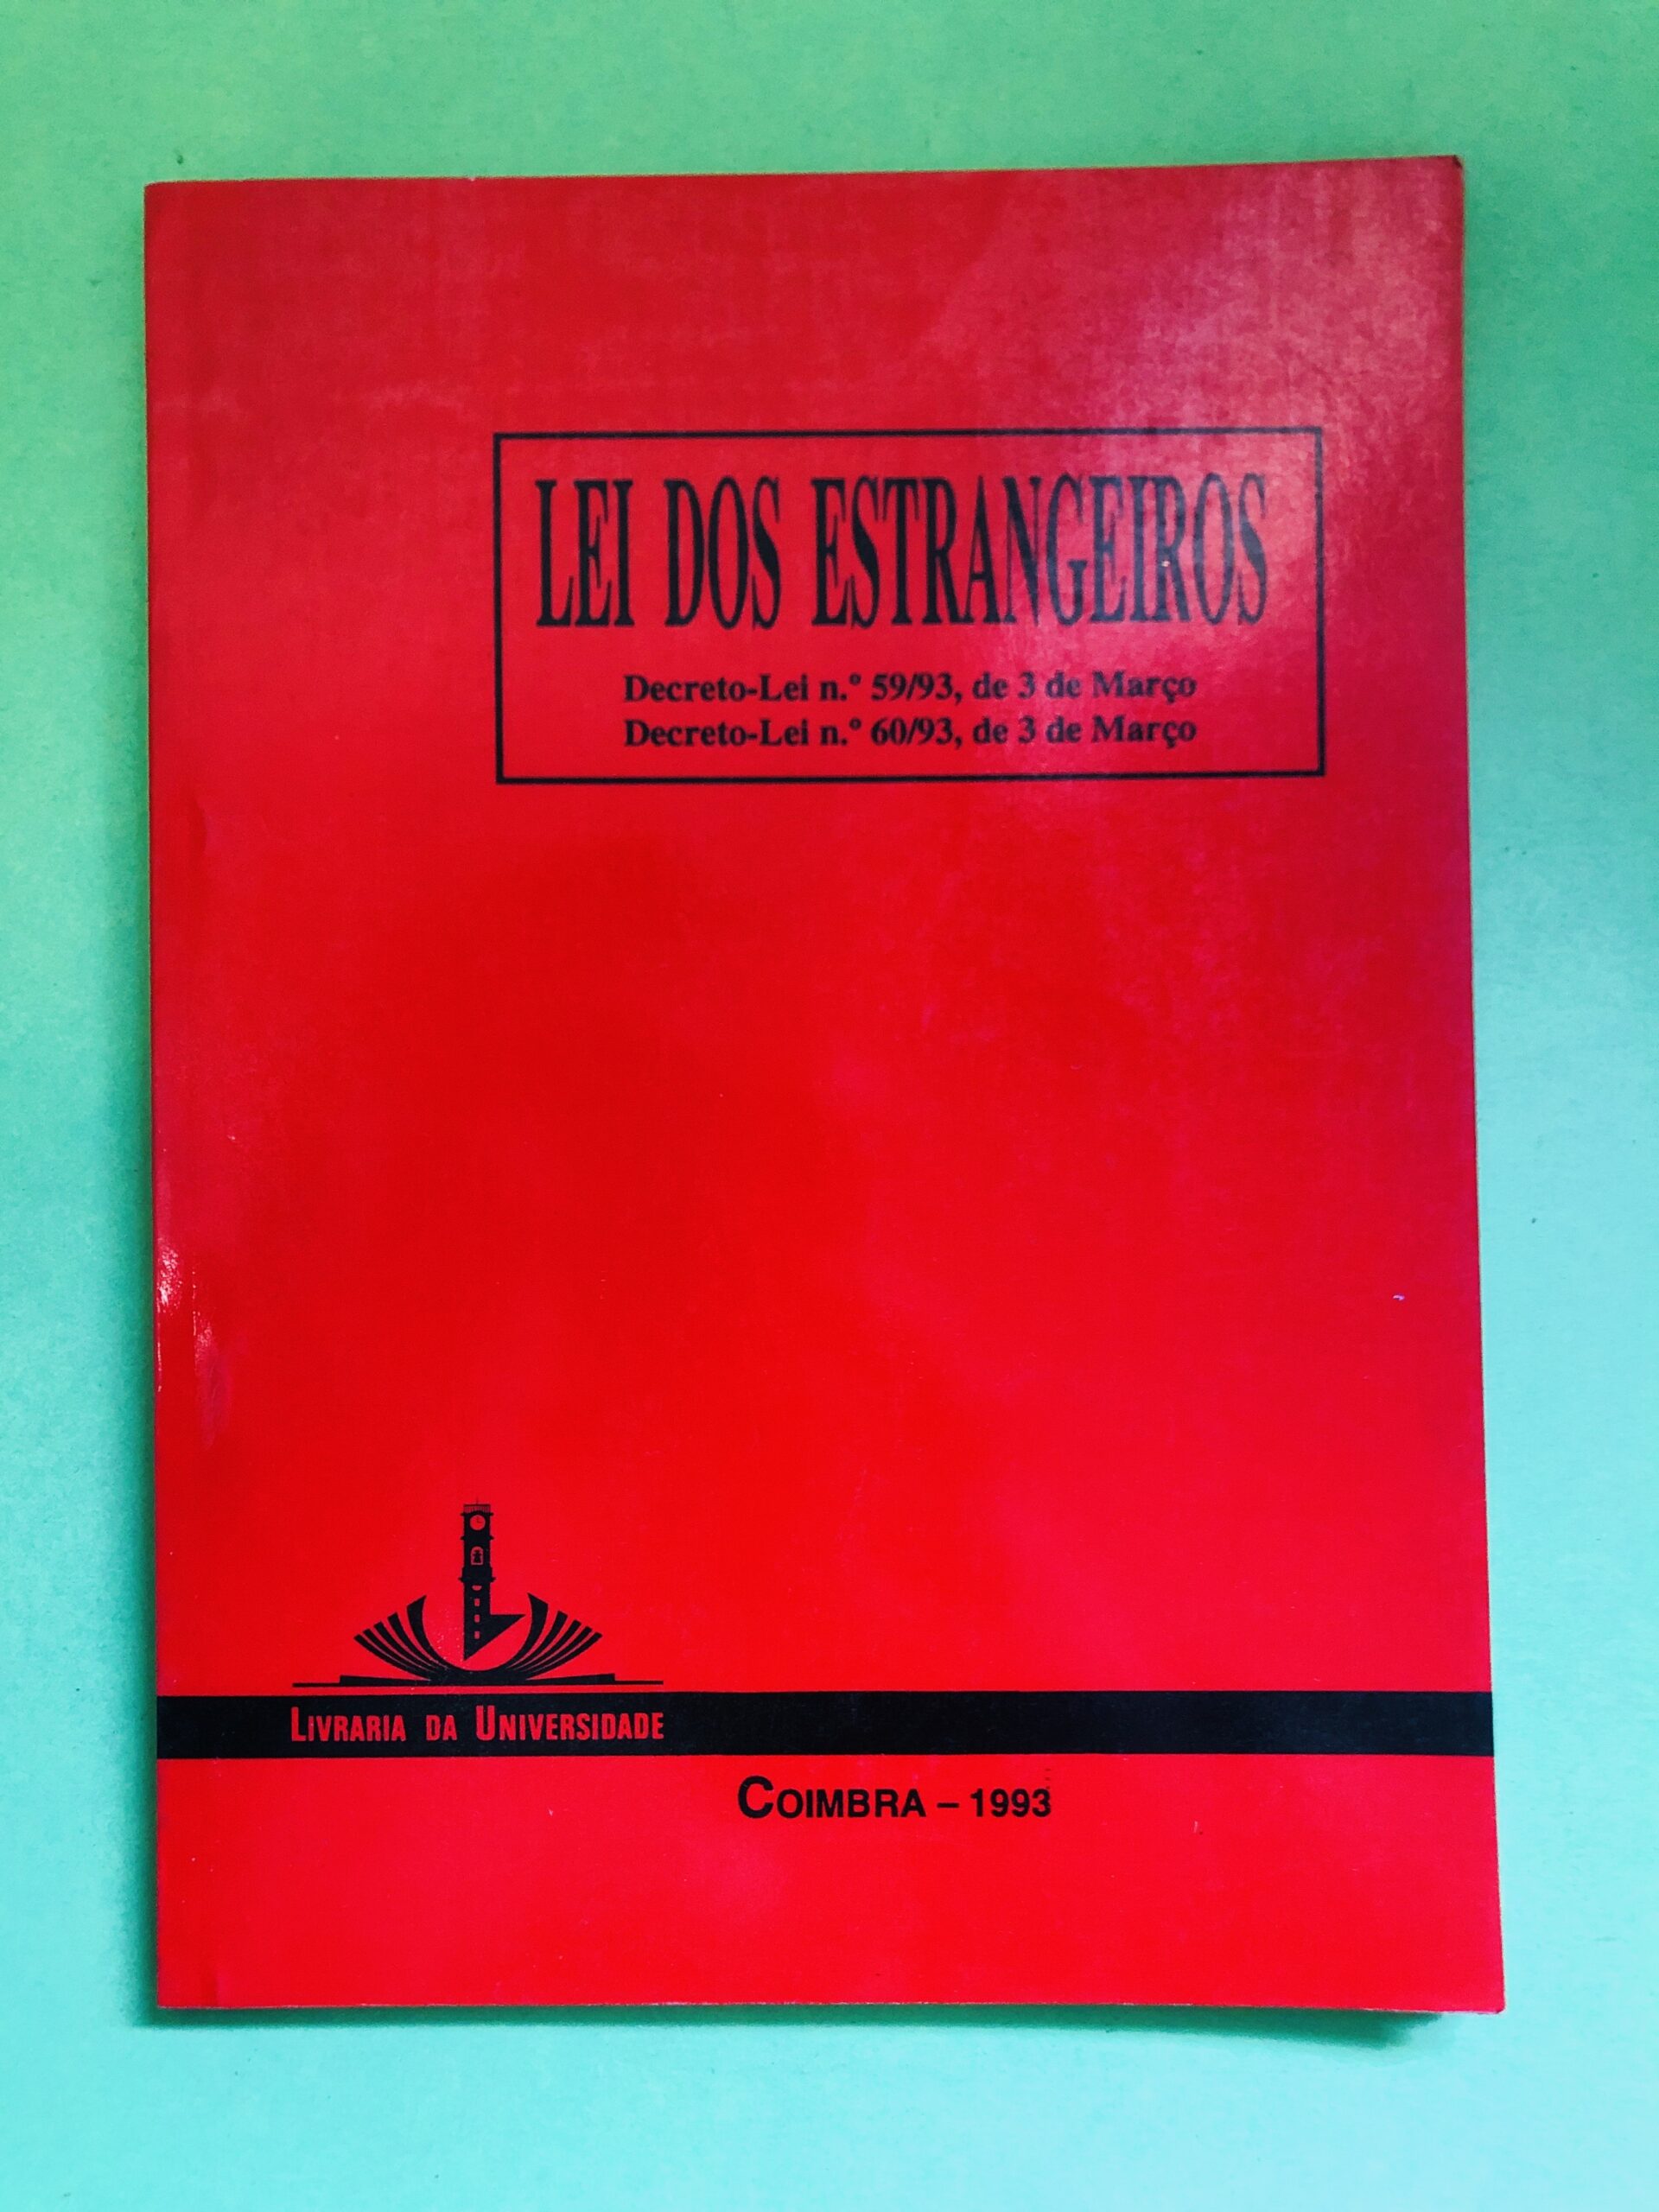 LEI DOS ESTRANGEIROS
Decreto-Lei n.º 59/93, de 3 de Março
Decreto-Lei n.º 60/93, de 3 de Março
LIVRARIA DA UNIVERSIDADE
COIMBRA – 1993